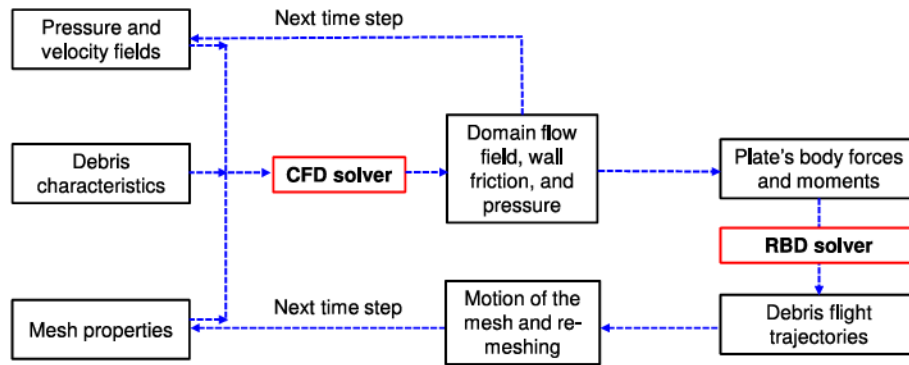 Next time step
Pressure and
velocity fields
Debris
characteristics
CFD solver
Domain flow
field, wall
friction, and
pressure
Plate's body forces
and moments
RBD solver
Mesh properties
Next time step
Motion of the
mesh and re-
meshing
Debris flight
trajectories